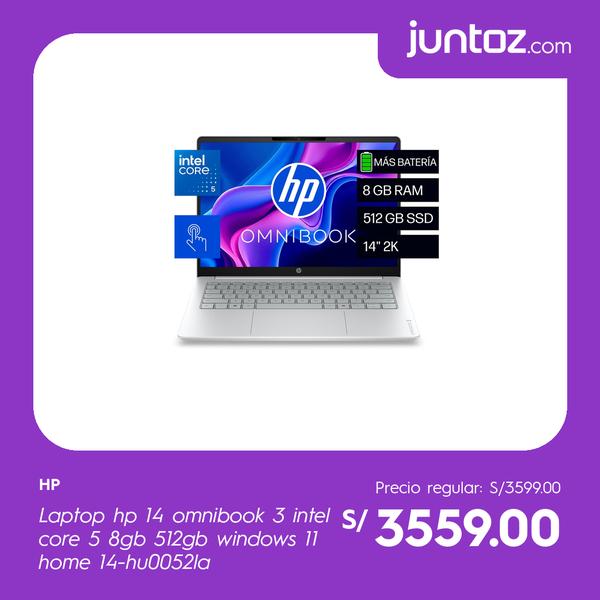 juntoz.com
intel
core
5
hp
OMNIBOOK
MÁS BATERÍA
8 GB RAM
512 GB SSD
14" 2K
HP
Laptop hp 14 omnibook 3 intel
core 5 8gb 512gb windows 11
home 14-hu0052la
Precio regular: S/3599.00
S/ 3559.00